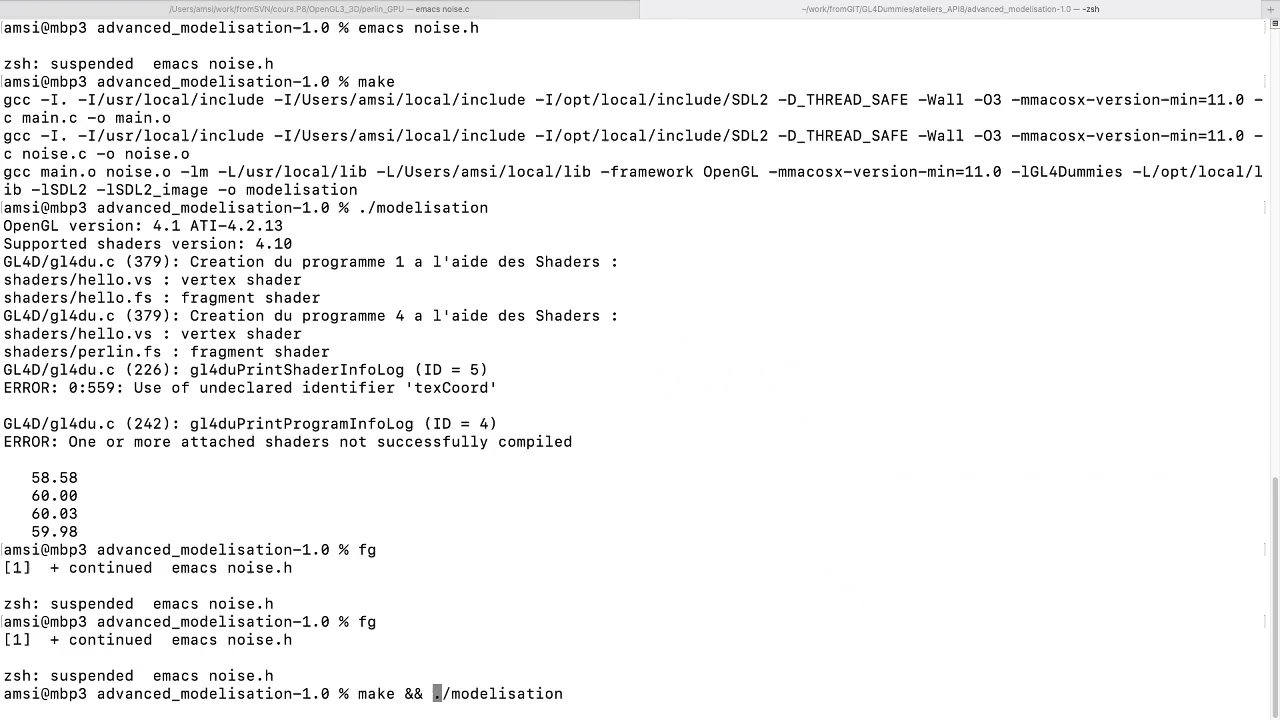 /Users/amsi/work/fromSVN/cours.P8/OpenGL3_3D/perlin_GPU — emacs noise.c
~/work/fromGIT/GL4Dummies/ateliers_API8/advanced_modelisation-1.0 — -zsh
amsi@mbp3 advanced_modelisation-1.0 % emacs noise.h
zsh: suspended  emacs noise.h
amsi@mbp3 advanced_modelisation-1.0 % make
gcc -I. -I/usr/local/include -I/Users/amsi/local/include -I/opt/local/include/SDL2 -D_THREAD_SAFE -Wall -O3 -mmacosx-version-min=11.0 -
c main.c -o main.o
gcc -I. -I/usr/local/include -I/Users/amsi/local/include -I/opt/local/include/SDL2 -D_THREAD_SAFE -Wall -O3 -mmacosx-version-min=11.0 -
c noise.c -o noise.o
gcc main.o noise.o -lm -L/usr/local/lib -L/Users/amsi/local/lib -framework OpenGL -mmacosx-version-min=11.0 -lGL4Dummies -L/opt/local/l
ib -lSDL2 -lSDL2_image -o modelisation
amsi@mbp3 advanced_modelisation-1.0 % ./modelisation
OpenGL version: 4.1 ATI-4.2.13
Supported shaders version: 4.10
GL4D/gl4du.c (379): Creation du programme 1 a l'aide des Shaders :
shaders/hello.vs : vertex shader
shaders/hello.fs : fragment shader
GL4D/gl4du.c (379): Creation du programme 4 a l'aide des Shaders :
shaders/hello.vs : vertex shader
shaders/perlin.fs : fragment shader
GL4D/gl4du.c (226): gl4duPrintShaderInfoLog (ID = 5)
ERROR: 0:559: Use of undeclared identifier 'texCoord'
GL4D/gl4du.c (242): gl4duPrintProgramInfoLog (ID = 4)
ERROR: One or more attached shaders not successfully compiled
58.58
60.00
60.03
59.98
amsi@mbp3 advanced_modelisation-1.0 % fg
[1]  + continued  emacs noise.h
zsh: suspended  emacs noise.h
amsi@mbp3 advanced_modelisation-1.0 % fg
[1]  + continued  emacs noise.h
zsh: suspended  emacs noise.h
amsi@mbp3 advanced_modelisation-1.0 % make && ./modelisation